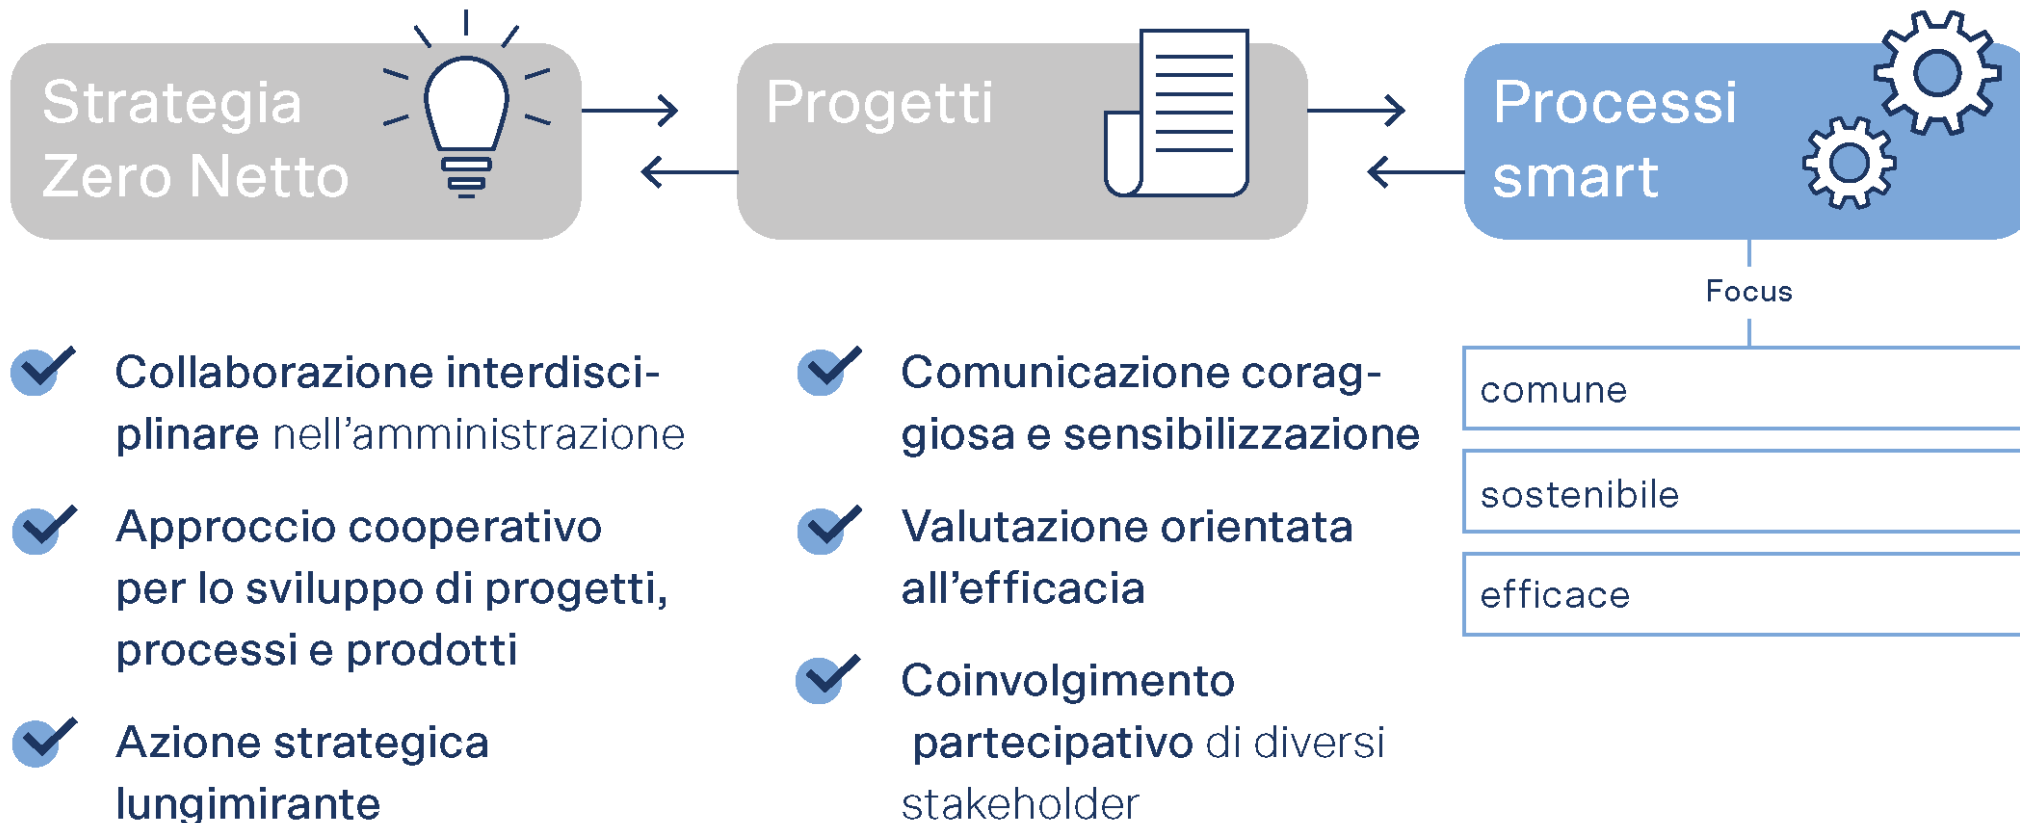 Strategia
Zero Netto
Progetti
Processi
smart
Focus
comune
sostenibile
efficace
Collaborazione interdisci-
plinare nell’amministrazione
Approccio cooperativo
per lo sviluppo di progetti,
processi e prodotti
Azione strategica
lungimirante
Comunicazione corag-
giosa e sensibilizzazione
Valutazione orientata
all’efficacia
Coinvolgimento
partecipativo di diversi
stakeholder